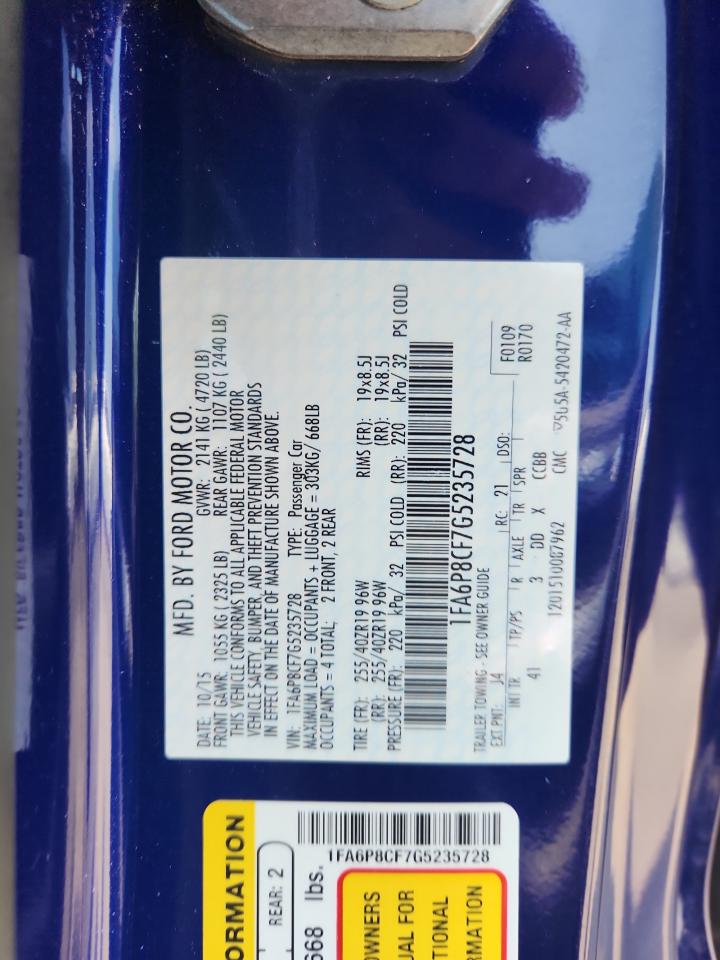 MFD. BY FORD MOTOR CO.
DATE: 10/15 GVWR: 2141 KG ( 4720 LB)
FRONT GAWR: 1055 KG ( 2325 LB) REAR GAWR: 1107 KG ( 2440 LB)
THIS VEHICLE CONFORMS TO ALL APPLICABLE FEDERAL MOTOR
VEHICLE SAFETY, BUMPER, AND THEFT PREVENTION STANDARDS
IN EFFECT ON THE DATE OF MANUFACTURE SHOWN ABOVE.
VIN: 1FA6P8CF7G5235728 TYPE: Passenger Car
MAXIMUM LOAD = OCCUPANTS + LUGGAGE = 303KG/ 668LB
OCCUPANTS = 4 TOTAL: 2 FRONT, 2 REAR
TIRE (FR): 255/40ZR19 96W RIMS (FR): 19x8.5J
(RR): 255/40ZR19 96W (RR): 19x8.5J
PRESSURE (FR): 220 kPa/ 32 PSI COLD (RR): 220 kPa/ 32 PSI COLD
1FA6P8CF7G5235728
TRAILER TOWING - SEE OWNER GUIDE
EXT PNT: J4 RC: 21 DSO: F0109
R0170
INT TR TP/PS R AXLE TR SPR
41 3 DD X CCBB
1201510087962 CMC 5U5A-5420472-AA
ORMATION
REAR: 2
668 lbs.
1FA6P8CF7G5235728
OWNERS
UAL FOR
TIONAL
RMATION